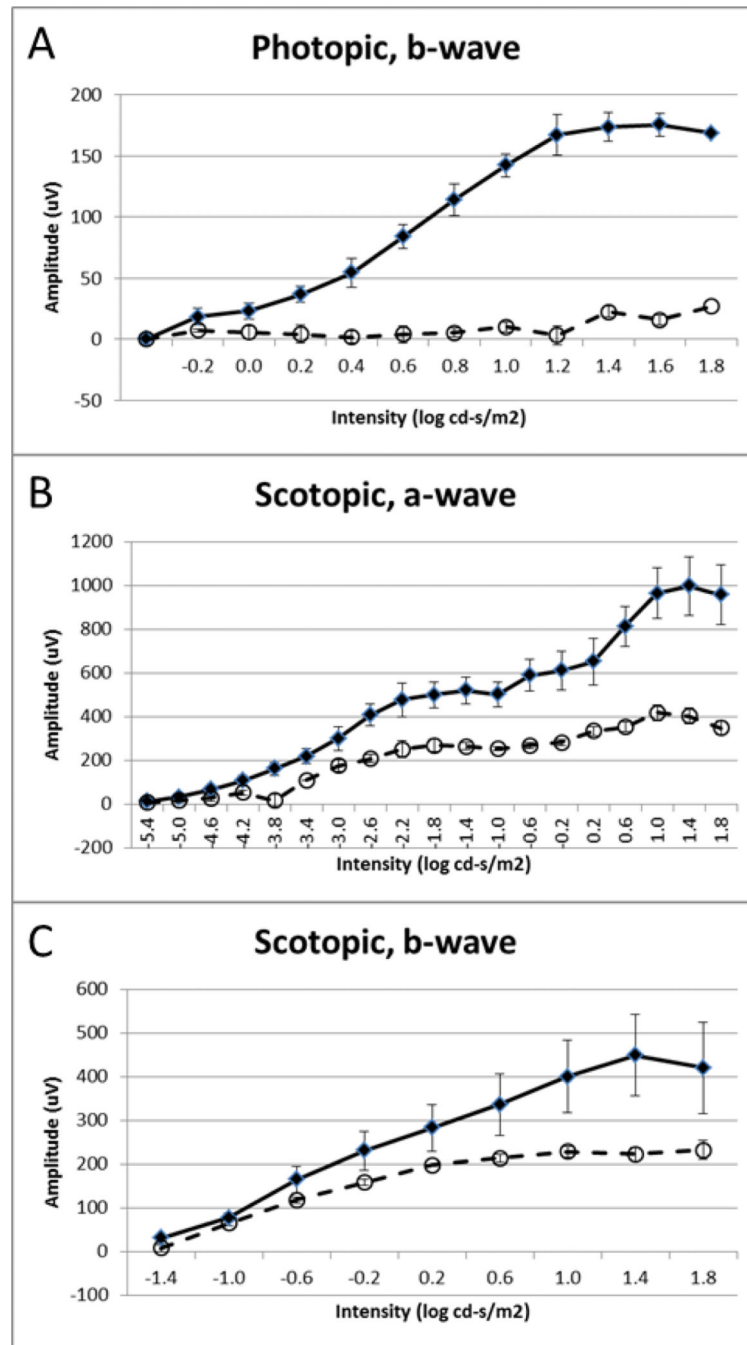 A
Photopic, b-wave
200
150
100
50
0
-50
Amplitude (uV)
-0.2 0.0 0.2 0.4 0.6 0.8 1.0 1.2 1.4 1.6 1.8
Intensity (log cd-s/m2)
B
Scotopic, a-wave
1200
1000
800
600
400
200
0
-200
Amplitude (uV)
-5.4 -5.0 -4.6 -4.2 -3.8 -3.4 -3.0 -2.6 -2.2 -1.8 -1.4 -1.0 -0.6 -0.2 0.2 0.6 1.0 1.4 1.8
Intensity (log cd-s/m2)
C
Scotopic, b-wave
600
500
400
300
200
100
0
-100
Amplitude (uV)
-1.4 -1.0 -0.6 -0.2 0.2 0.6 1.0 1.4 1.8
Intensity (log cd-s/m2)